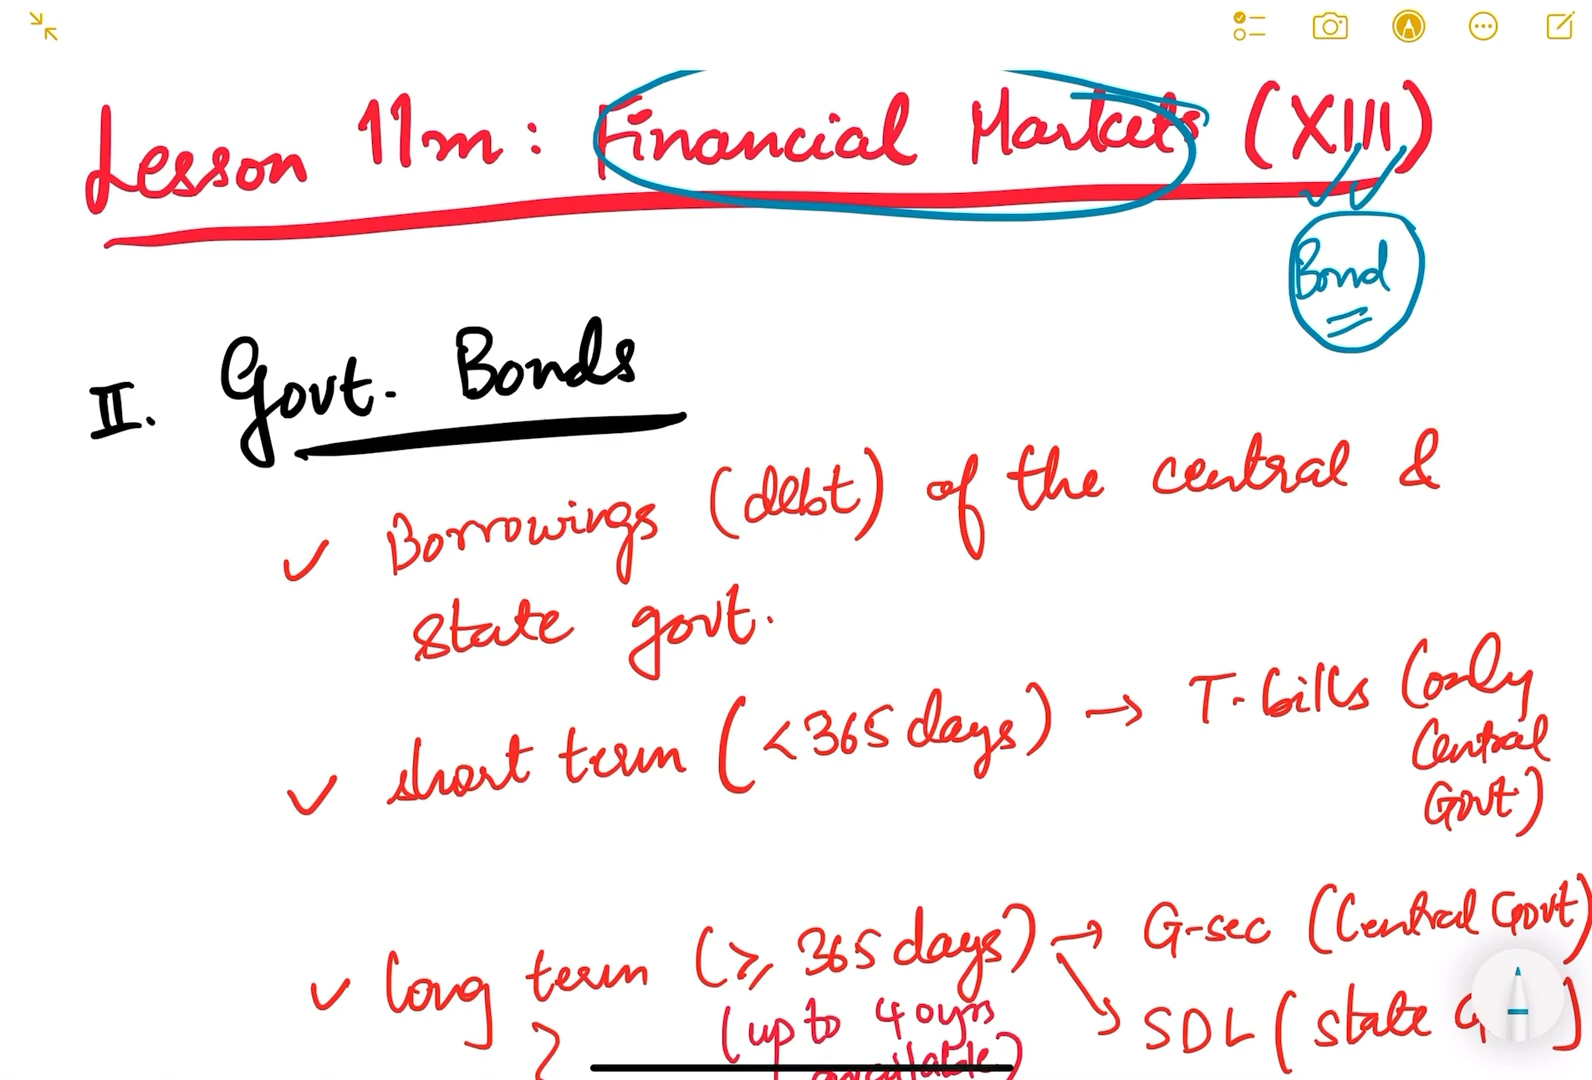 Lesson 11m: Financial Markets (XIII)
Bond
II. Govt. Bonds
✓ Borrowings (debt) of the central &
state govt.
✓ short term (<365 days) → T-bills (only
Central
Govt)
✓ long term (≥ 365 days) → G-sec (Central Govt)
(up to 40yrs
available)
→ SDL (state